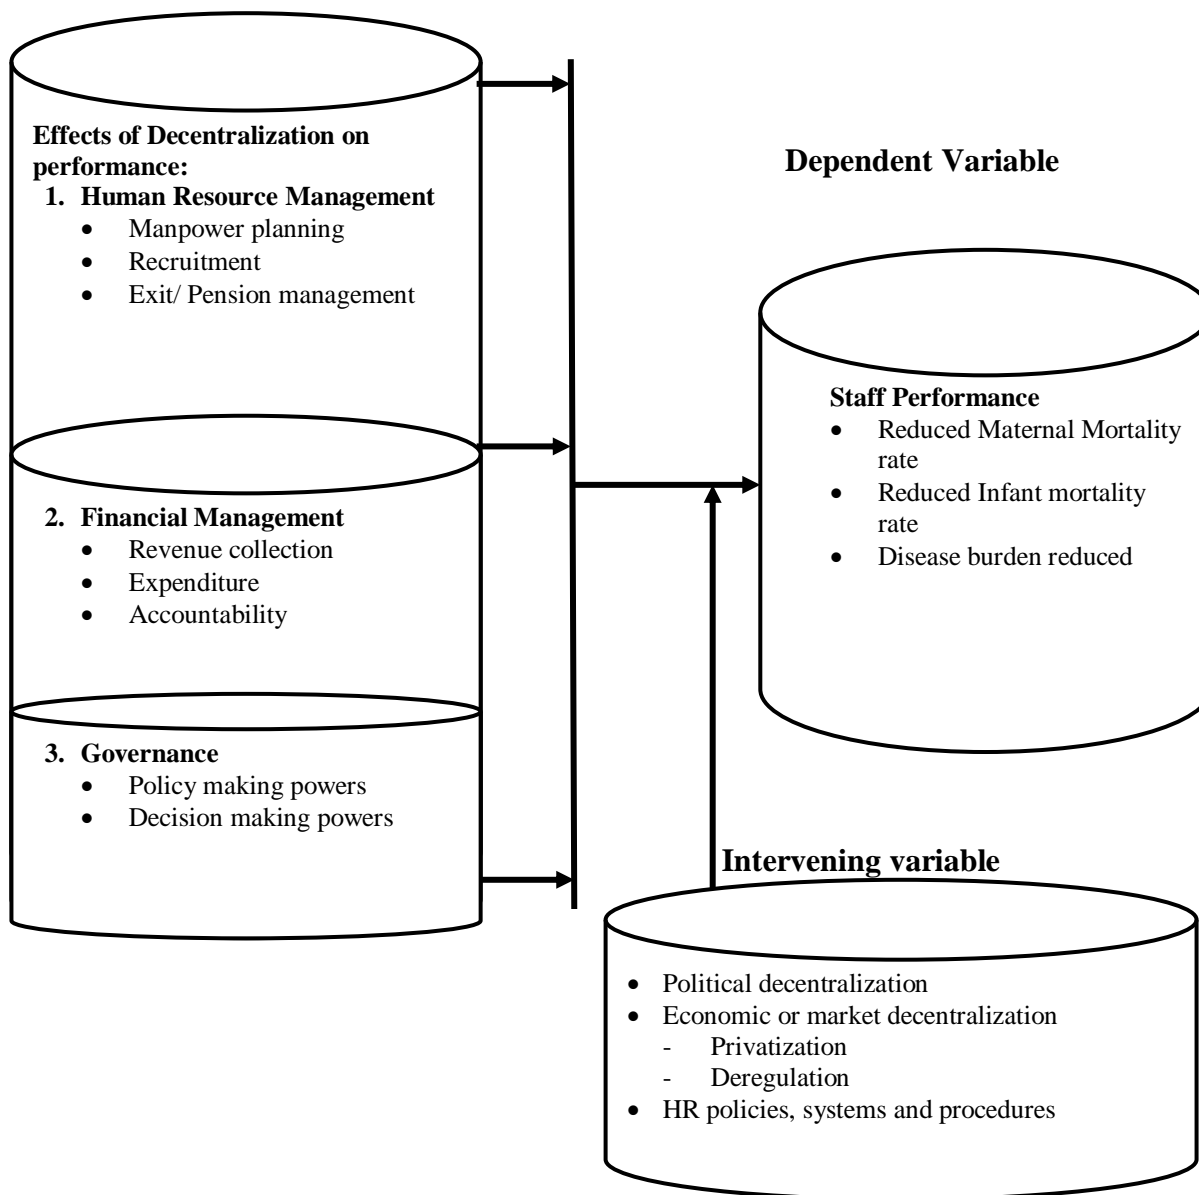 Effects of Decentralization on
performance:
1. Human Resource Management
• Manpower planning
• Recruitment
• Exit/ Pension management
2. Financial Management
• Revenue collection
• Expenditure
• Accountability
3. Governance
• Policy making powers
• Decision making powers
Dependent Variable
Staff Performance
• Reduced Maternal Mortality
rate
• Reduced Infant mortality
rate
• Disease burden reduced
Intervening variable
• Political decentralization
• Economic or market decentralization
- Privatization
- Deregulation
• HR policies, systems and procedures